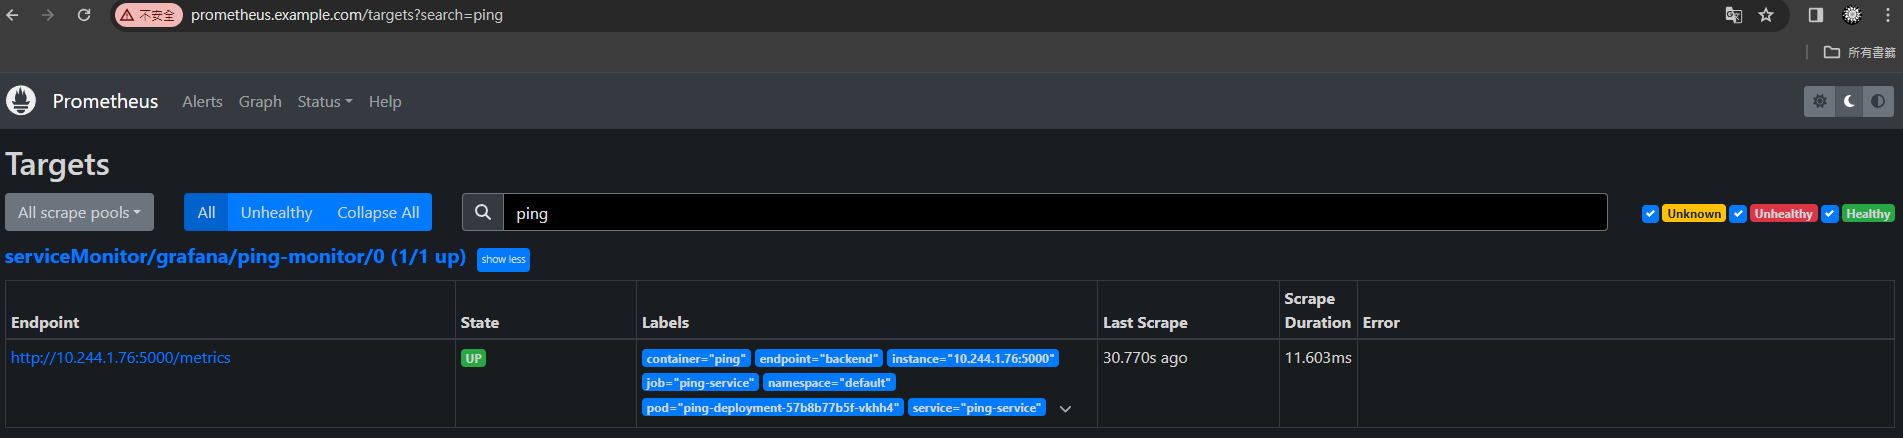 不安全 prometheus.example.com/targets?search=ping
所有書籤
Prometheus Alerts Graph Status Help
Targets
All scrape pools All Unhealthy Collapse All ping Unknown Unhealthy Healthy
serviceMonitor/grafana/ping-monitor/0 (1/1 up) show less
Endpoint State Labels Last Scrape Scrape Duration Error
http://10.244.1.76:5000/metrics UP container="ping" endpoint="backend" instance="10.244.1.76:5000" 30.770s ago 11.603ms
job="ping-service" namespace="default"
pod="ping-deployment-57b8b77b5f-vkhh4" service="ping-service"